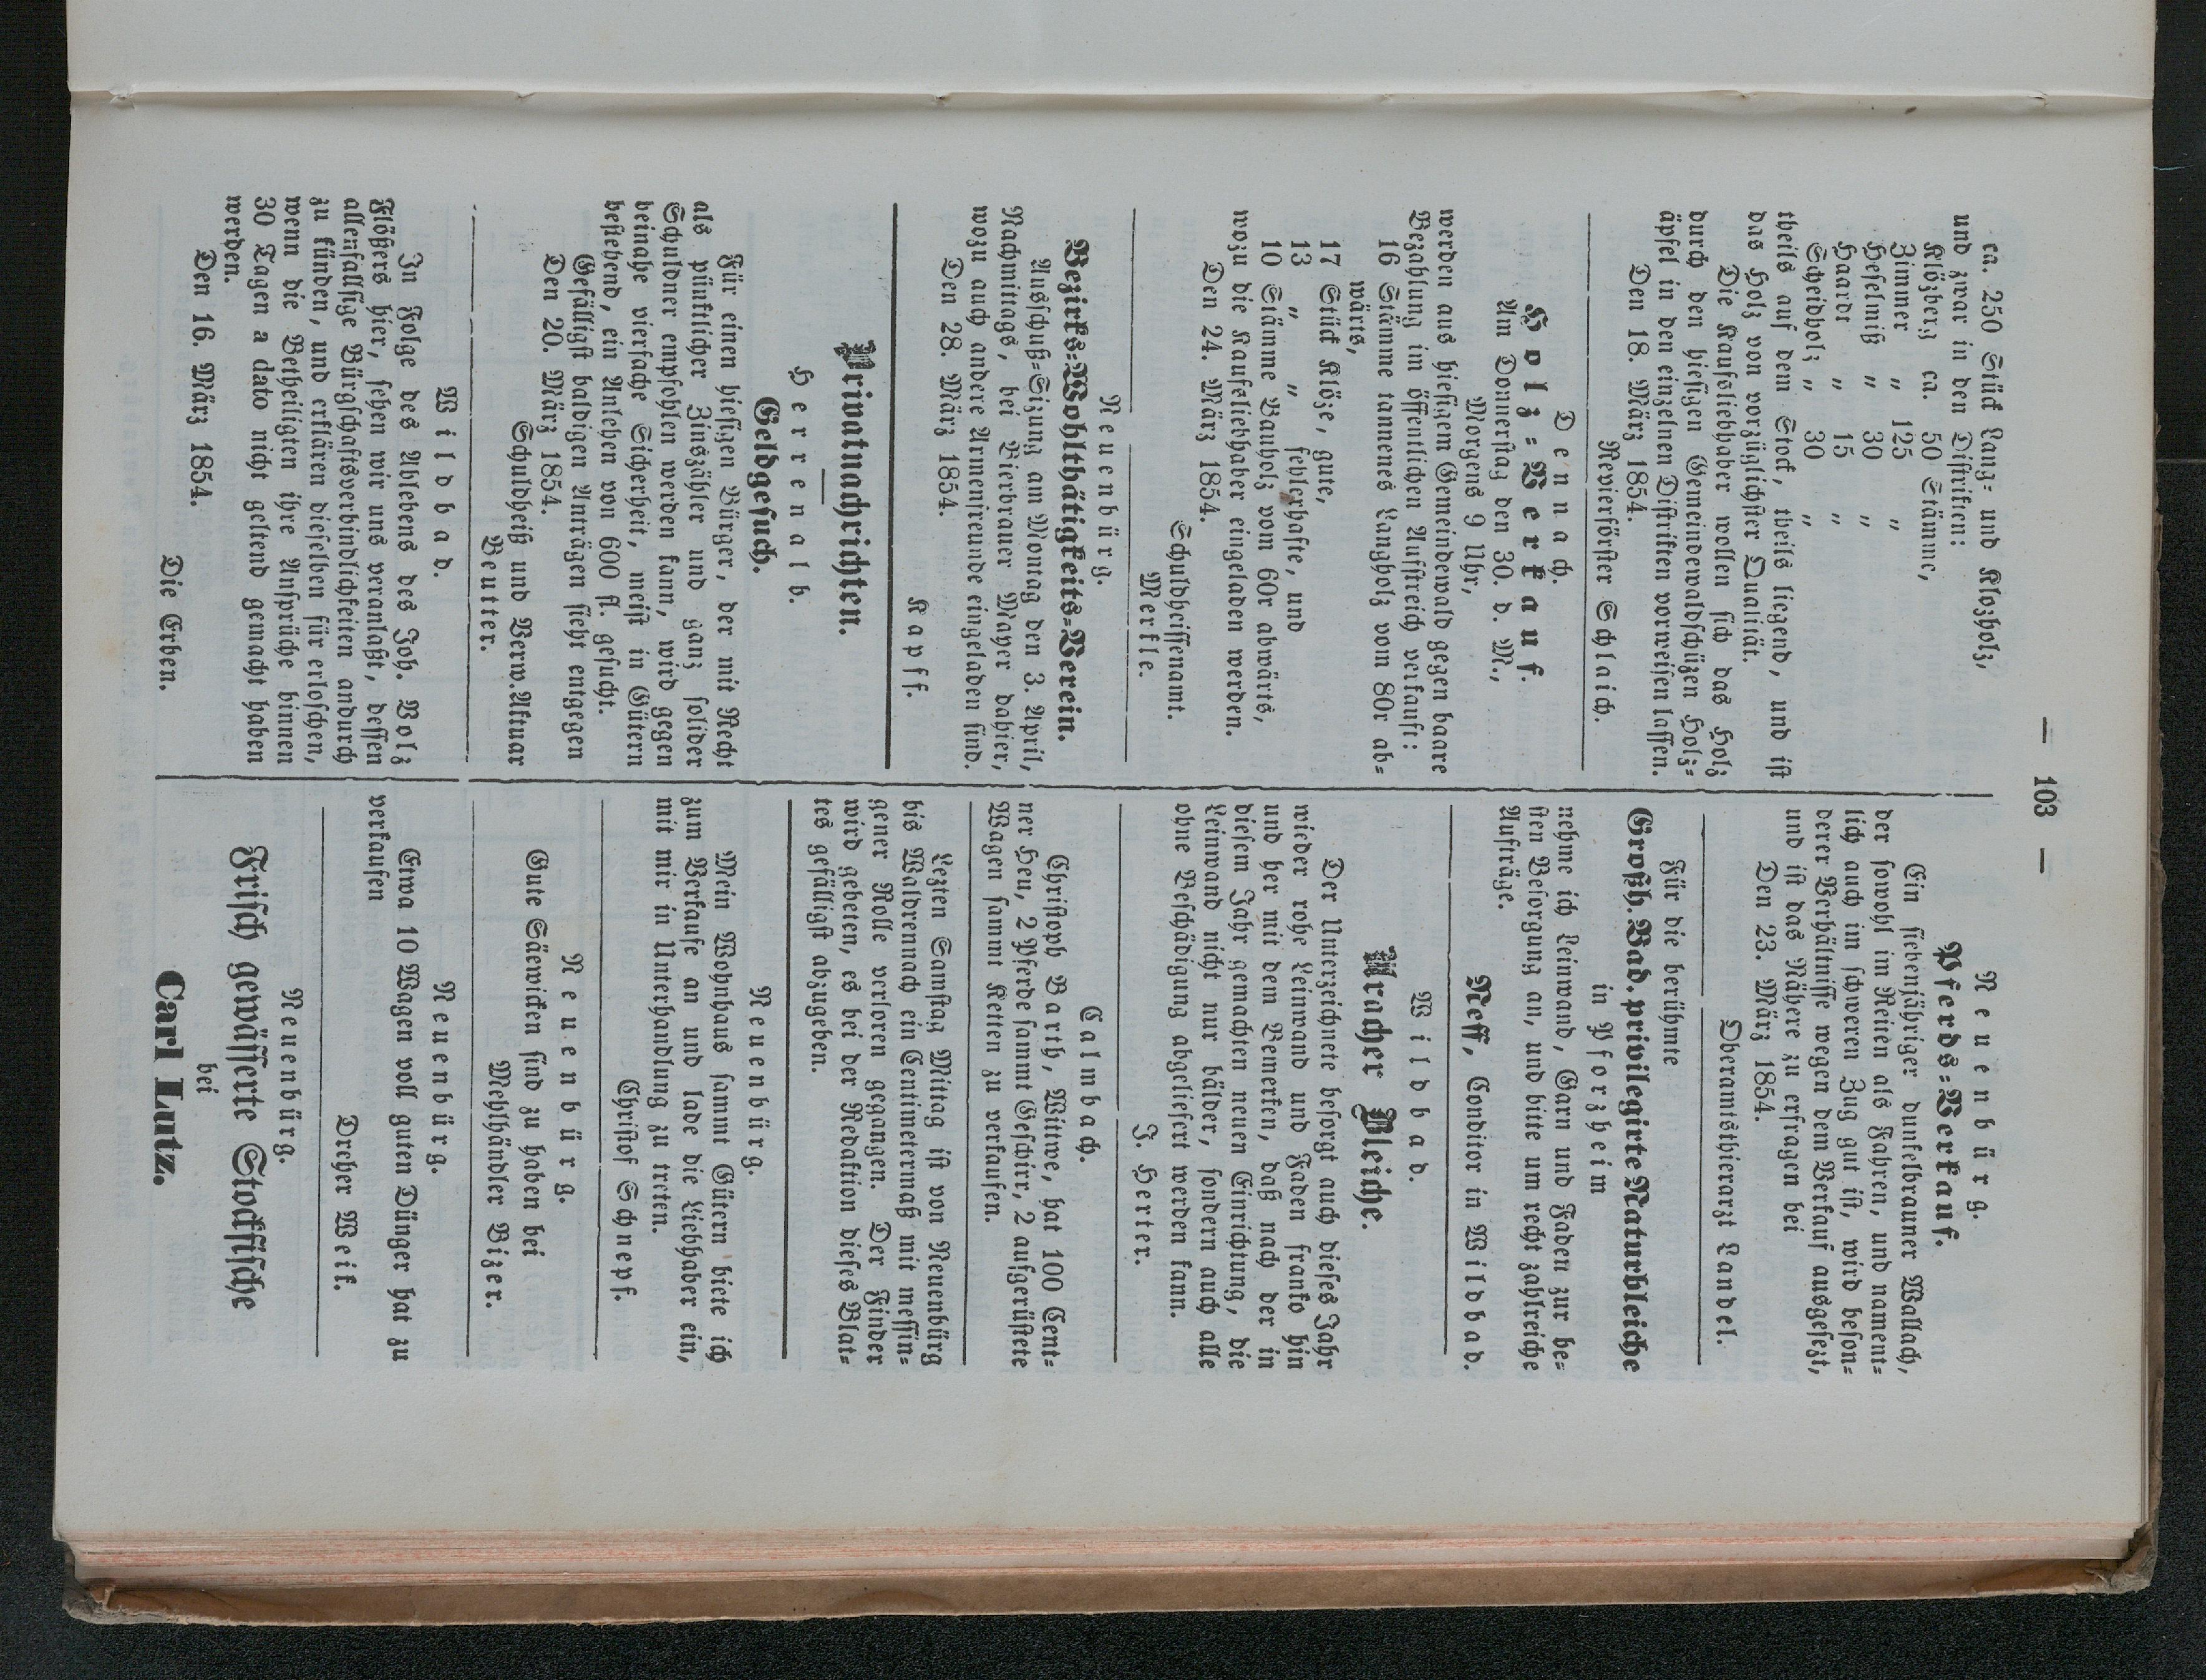 — 103 —
ca. 250 Stück Lang- und Klozholz,
und zwar in den Distrikten:
Klözberg ca. 50 Stämme,
Zimmer „ 125 „
Heselmiß „ 30 „
Haardt „ 15 „
Scheidholz „ 30 „
theils auf dem Stock, theils liegend, und ist
das Holz von vorzüglichster Qualität.
Die Kaufsliebhaber wollen sich das Holz
durch den hiesigen Gemeindewaldschüzen Holz-
äpfel in den einzelnen Distrikten vorweisen lassen.
Den 18. März 1854.
Revierförster Schlaich.
Dennach.
Holz-Verkauf.
Am Donnerstag den 30. d. M.,
Morgens 9 Uhr,
werden aus hiesigem Gemeindewald gegen baare
Bezahlung im öffentlichen Aufstreich verkauft:
16 Stämme tannenes Langholz vom 80r ab-
wärts,
17 Stück Klöze, gute,
13 „ „ fehlerhafte, und
10 Stämme Bauholz vom 60r abwärts,
wozu die Kaufsliebhaber eingeladen werden.
Den 24. März 1854.
Schuldheissenamt.
Merkle.
Neuenbürg.
Bezirks-Wohlthätigkeits-Verein.
Ausschuß-Sizung am Montag den 3. April,
Nachmittags, bei Bierbrauer Mayer dahier,
wozu auch andere Armenfreunde eingeladen sind.
Den 28. März 1854.
Kapff.
Privatnachrichten.
Herrenalb.
Geldgesuch.
Für einen hiesigen Bürger, der mit Recht
als pünktlicher Zinszahler und ganz solider
Schuldner empfohlen werden kann, wird gegen
beinahe vierfache Sicherheit, meist in Gütern
bestehend, ein Anlehen von 600 fl. gesucht.
Gefälligst baldigen Anträgen sieht entgegen
Den 20. März 1854.
Schuldheiß und Verw.Aktuar
Beutter.
Wildbad.
In Folge des Ablebens des Joh. Volz
Flößers hier, sehen wir uns veranlaßt, dessen
allenfallsige Bürgschaftsverbindlichkeiten andurch
zu künden, und erklären dieselben für erloschen,
wenn die Betheiligten ihre Ansprüche binnen
30 Tagen a dato nicht geltend gemacht haben
werden.
Den 16. März 1854.
Die Erben.
Neuenbürg.
Pferds-Verkauf.
Ein siebenjähriger dunkelbrauner Wallach,
der sowohl im Reiten als Fahren, und nament-
lich auch im schweren Zug gut ist, wird beson-
derer Verhältnisse wegen dem Verkauf ausgesezt,
und ist das Nähere zu erfragen bei
Den 23. März 1854.
Oberamtsthierarzt Landel.
Für die berühmte
Großh. Bad. privilegirte Naturbleiche
in Pforzheim
nehme ich Leinwand, Garn und Faden zur be-
sten Besorgung an, und bitte um recht zahlreiche
Aufträge.
Neff, Conditor in Wildbad.
Wildbad.
Uracher Bleiche.
Der Unterzeichnete besorgt auch dieses Jahr
wieder rohe Leinwand und Faden franko hin
und her mit dem Bemerken, daß nach der in
diesem Jahr gemachten neuen Einrichtung, die
Leinwand nicht nur bälder, sondern auch alle
ohne Beschädigung abgeliefert werden kann.
J. Herter.
Calmbach.
Christoph Barth, Wittwe, hat 100 Cent-
ner Heu, 2 Pferde sammt Geschirr, 2 aufgerüstete
Wagen sammt Ketten zu verkaufen.
Lezten Samstag Mittag ist von Neuenbürg
bis Waldrennach ein Centimetermaß mit messin-
gener Rolle verloren gegangen. Der Finder
wird gebeten, es bei der Redaktion dieses Blat-
tes gefälligst abzugeben.
Neuenbürg.
Mein Wohnhaus sammt Gütern biete ich
zum Verkaufe an und lade die Liebhaber ein,
mit mir in Unterhandlung zu treten.
Christof Schnepf.
Neuenbürg.
Gute Säewicken sind zu haben bei
Mehlhändler Bizer.
Neuenbürg.
Etwa 10 Wagen voll guten Dünger hat zu
verkaufen
Dreher Weik.
Neuenbürg.
Frisch gewässerte Stockfische
bei
Carl Lutz.